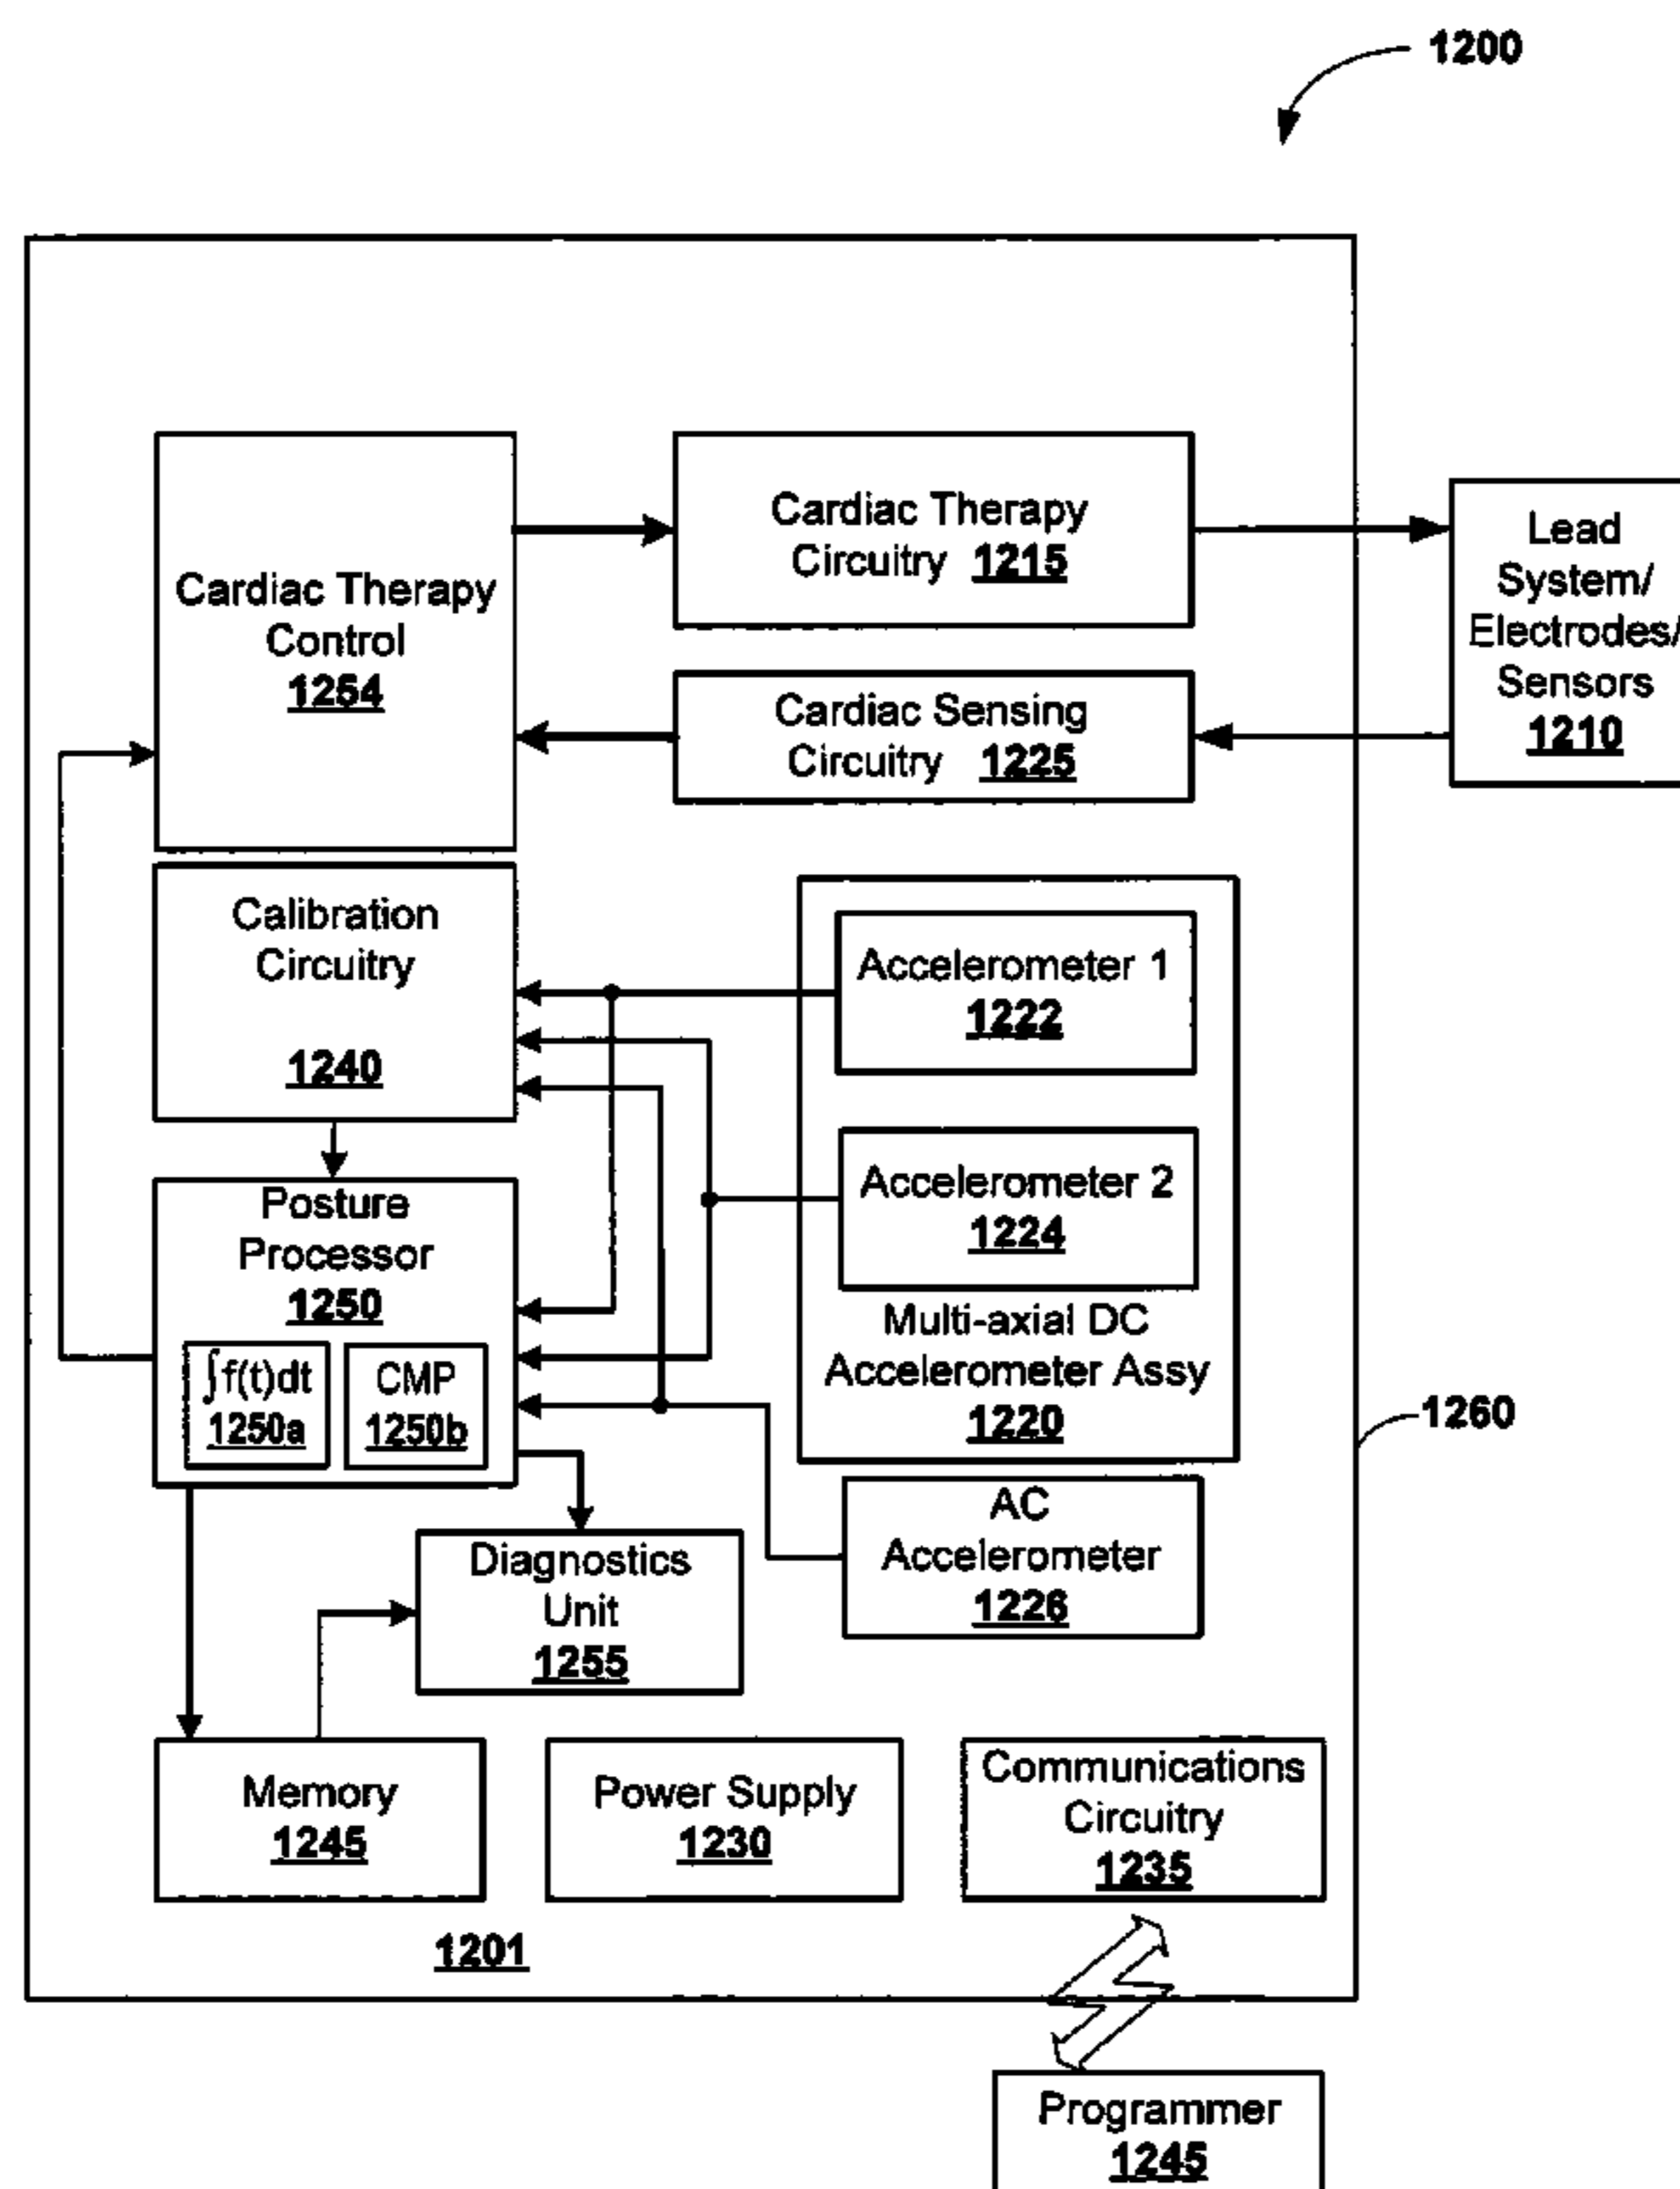 1200
Cardiac Therapy
Control
1254
Cardiac Therapy
Circuitry 1215
Lead
System/
Electrodes/
Sensors
1210
Cardiac Sensing
Circuitry 1225
Calibration
Circuitry
1240
Accelerometer 1
1222
Accelerometer 2
1224
Multi-axial DC
Accelerometer Assy
1220
Posture
Processor
1250
∫f(t)dt
1250a
CMP
1250b
1260
AC
Accelerometer
1226
Diagnostics
Unit
1255
Memory
1245
Power Supply
1230
Communications
Circuitry
1235
1201
Programmer
1245